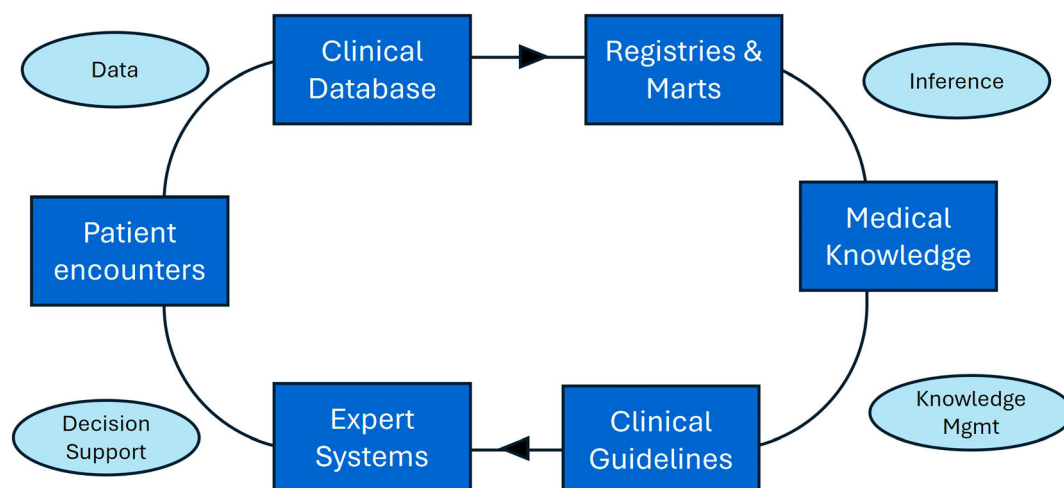 Data
Clinical
Database
Registries &
Marts
Inference
Patient
encounters
Medical
Knowledge
Decision
Support
Expert
Systems
Clinical
Guidelines
Knowledge
Mgmt